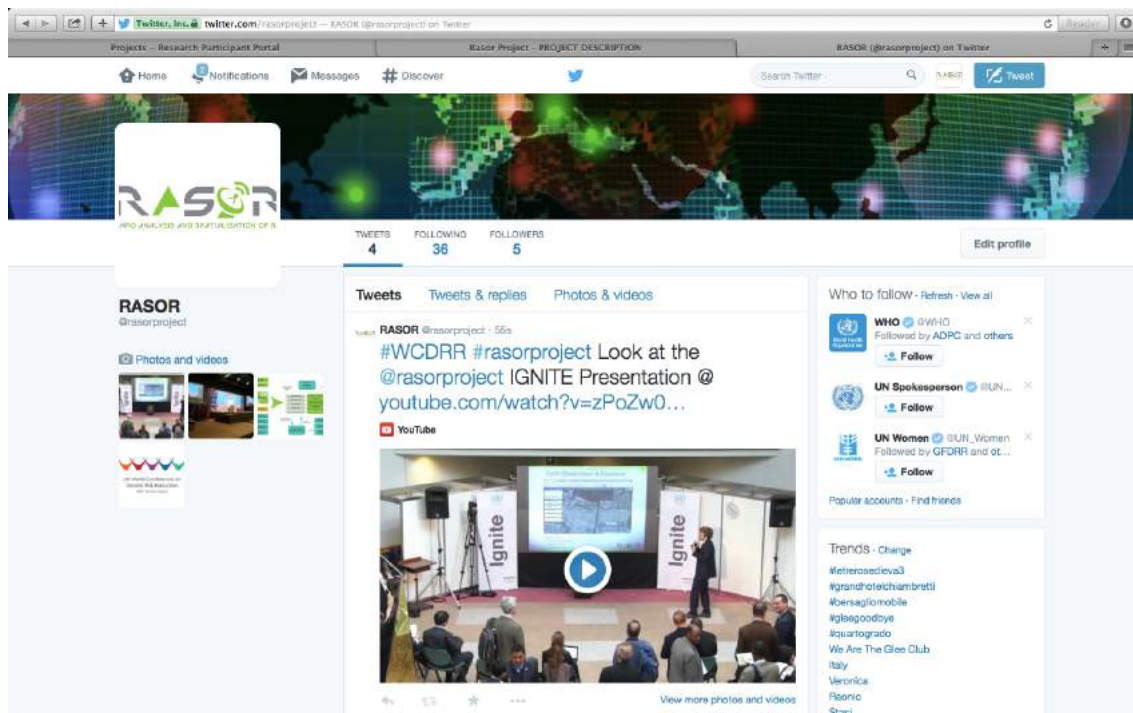 Twitter, Inc. twitter.com/rasorproject — RASOR (@rasorproject) on Twitter
Reader
Projects – Research Participant Portal
Rasor Project – PROJECT DESCRIPTION
RASOR (@rasorproject) on Twitter
Home
Notifications
Messages
Discover
Search Twitter
Tweet
RASOR
TWEETS
4
FOLLOWING
36
FOLLOWERS
5
Edit profile
RASOR
@rasorproject
Photos and videos
Tweets
Tweets & replies
Photos & videos
RASOR @rasorproject · 55s
#WCDRR #rasorproject Look at the
@rasorproject IGNITE Presentation @
youtube.com/watch?v=zPoZw0...
YouTube
Ignite
Ignite
View more photos and videos
Who to follow · Refresh · View all
WHO @WHO
Followed by ADPC and others
Follow
UN Spokesperson @UN...
Follow
UN Women @UN_Women
Followed by GFDRR and ot...
Follow
Popular accounts · Find friends
Trends · Change
#letrerosedieva3
#grandhotelchiambretti
#bersagliomobile
#gleegoodbye
#quartogrado
We Are The Glee Club
Italy
Veronica
Raonic